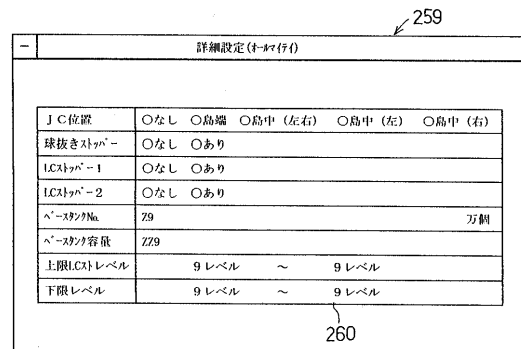 259
− 詳細設定(オールマイティ)
JC位置 ○なし ○島端 ○島中(左右) ○島中(左) ○島中(右)
球抜きストッパー ○なし ○あり
LCストッパー1 ○なし ○あり
LCストッパー2 ○なし ○あり
ベースタンクNo. Z9 万個
ベースタンク容量 ZZ9
上限LCストレベル 9レベル ~ 9レベル
下限レベル 9レベル ~ 9レベル
260